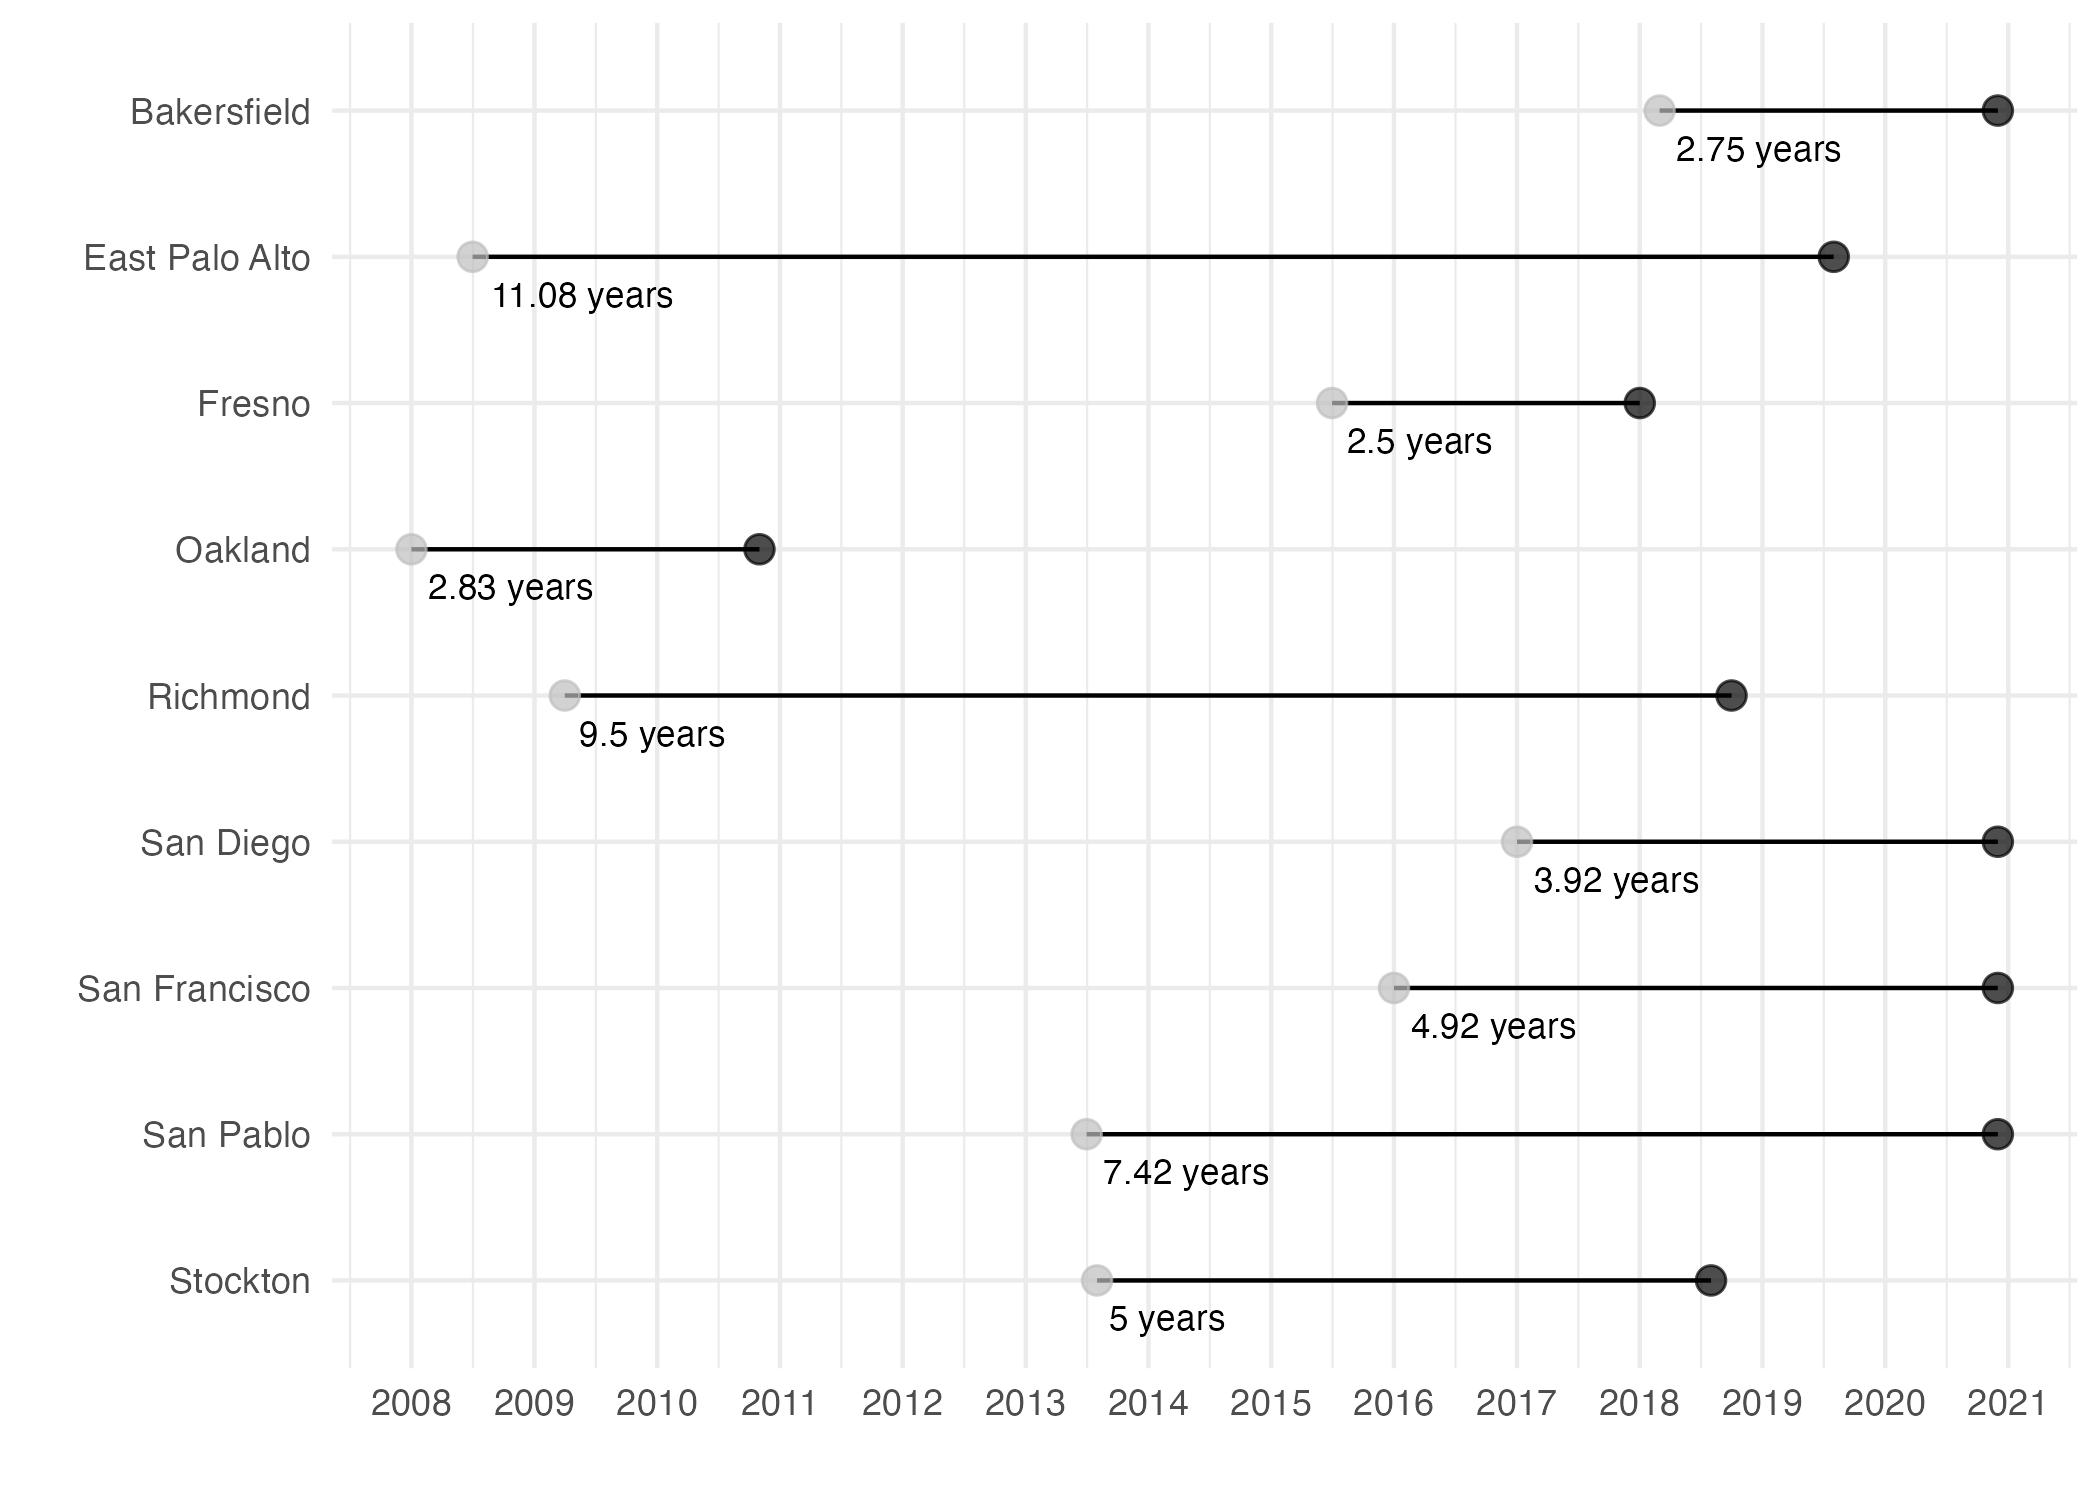 Bakersfield
2.75 years
East Palo Alto
11.08 years
Fresno
2.5 years
Oakland
2.83 years
Richmond
9.5 years
San Diego
3.92 years
San Francisco
4.92 years
San Pablo
7.42 years
Stockton
5 years
2008 2009 2010 2011 2012 2013 2014 2015 2016 2017 2018 2019 2020 2021